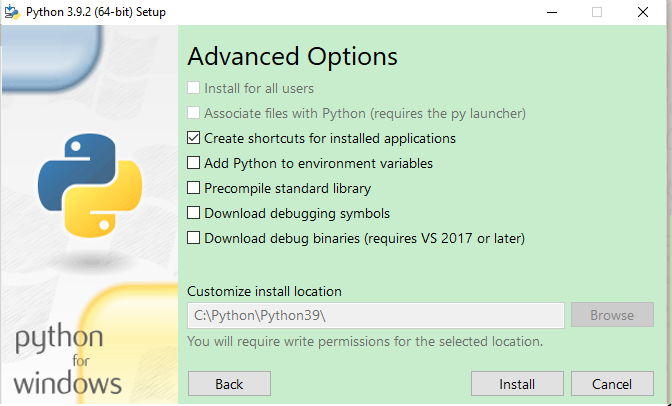 Python 3.9.2 (64-bit) Setup
Advanced Options
Install for all users
Associate files with Python (requires the py launcher)
Create shortcuts for installed applications
Add Python to environment variables
Precompile standard library
Download debugging symbols
Download debug binaries (requires VS 2017 or later)
Customize install location
C:\Python\Python39\
Browse
You will require write permissions for the selected location.
python
for
windows
Back
Install
Cancel